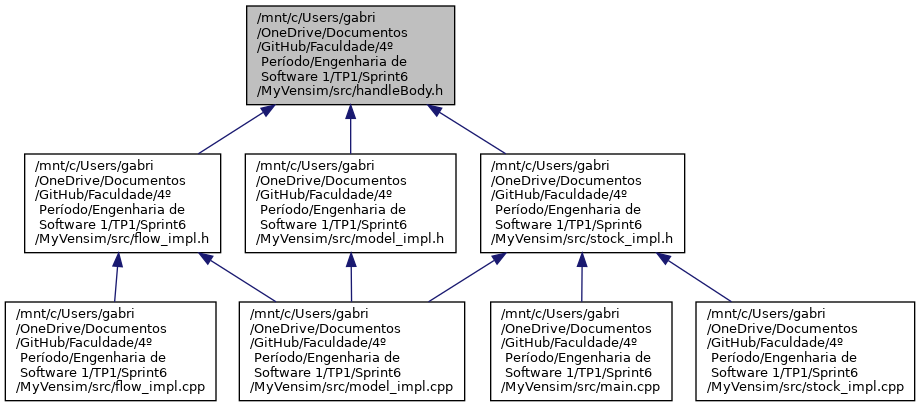 /mnt/c/Users/gabri
/OneDrive/Documentos
/GitHub/Faculdade/4º
Período/Engenharia de
Software 1/TP1/Sprint6
/MyVensim/src/handleBody.h
/mnt/c/Users/gabri
/OneDrive/Documentos
/GitHub/Faculdade/4º
Período/Engenharia de
Software 1/TP1/Sprint6
/MyVensim/src/flow_impl.h
/mnt/c/Users/gabri
/OneDrive/Documentos
/GitHub/Faculdade/4º
Período/Engenharia de
Software 1/TP1/Sprint6
/MyVensim/src/model_impl.h
/mnt/c/Users/gabri
/OneDrive/Documentos
/GitHub/Faculdade/4º
Período/Engenharia de
Software 1/TP1/Sprint6
/MyVensim/src/stock_impl.h
/mnt/c/Users/gabri
/OneDrive/Documentos
/GitHub/Faculdade/4º
Período/Engenharia de
Software 1/TP1/Sprint6
/MyVensim/src/flow_impl.cpp
/mnt/c/Users/gabri
/OneDrive/Documentos
/GitHub/Faculdade/4º
Período/Engenharia de
Software 1/TP1/Sprint6
/MyVensim/src/model_impl.cpp
/mnt/c/Users/gabri
/OneDrive/Documentos
/GitHub/Faculdade/4º
Período/Engenharia de
Software 1/TP1/Sprint6
/MyVensim/src/main.cpp
/mnt/c/Users/gabri
/OneDrive/Documentos
/GitHub/Faculdade/4º
Período/Engenharia de
Software 1/TP1/Sprint6
/MyVensim/src/stock_impl.cpp